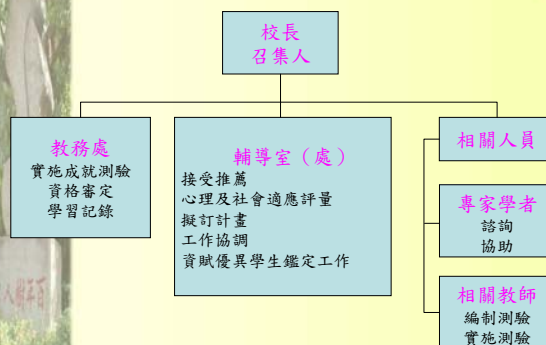 校長
召集人
教務處
實施成就測驗
資格審定
學習記錄
輔導室（處）
接受推薦
心理及社會適應評量
擬訂計畫
工作協調
資賦優異學生鑑定工作
相關人員
專家學者
諮詢
協助
相關教師
編制測驗
實施測驗